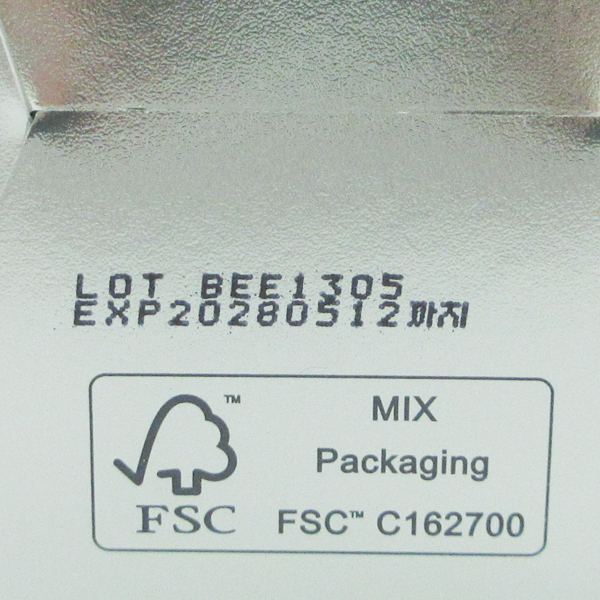 LOT BEE1305
EXP20280512까지
TM
MIX
Packaging
FSC
FSC™ C162700